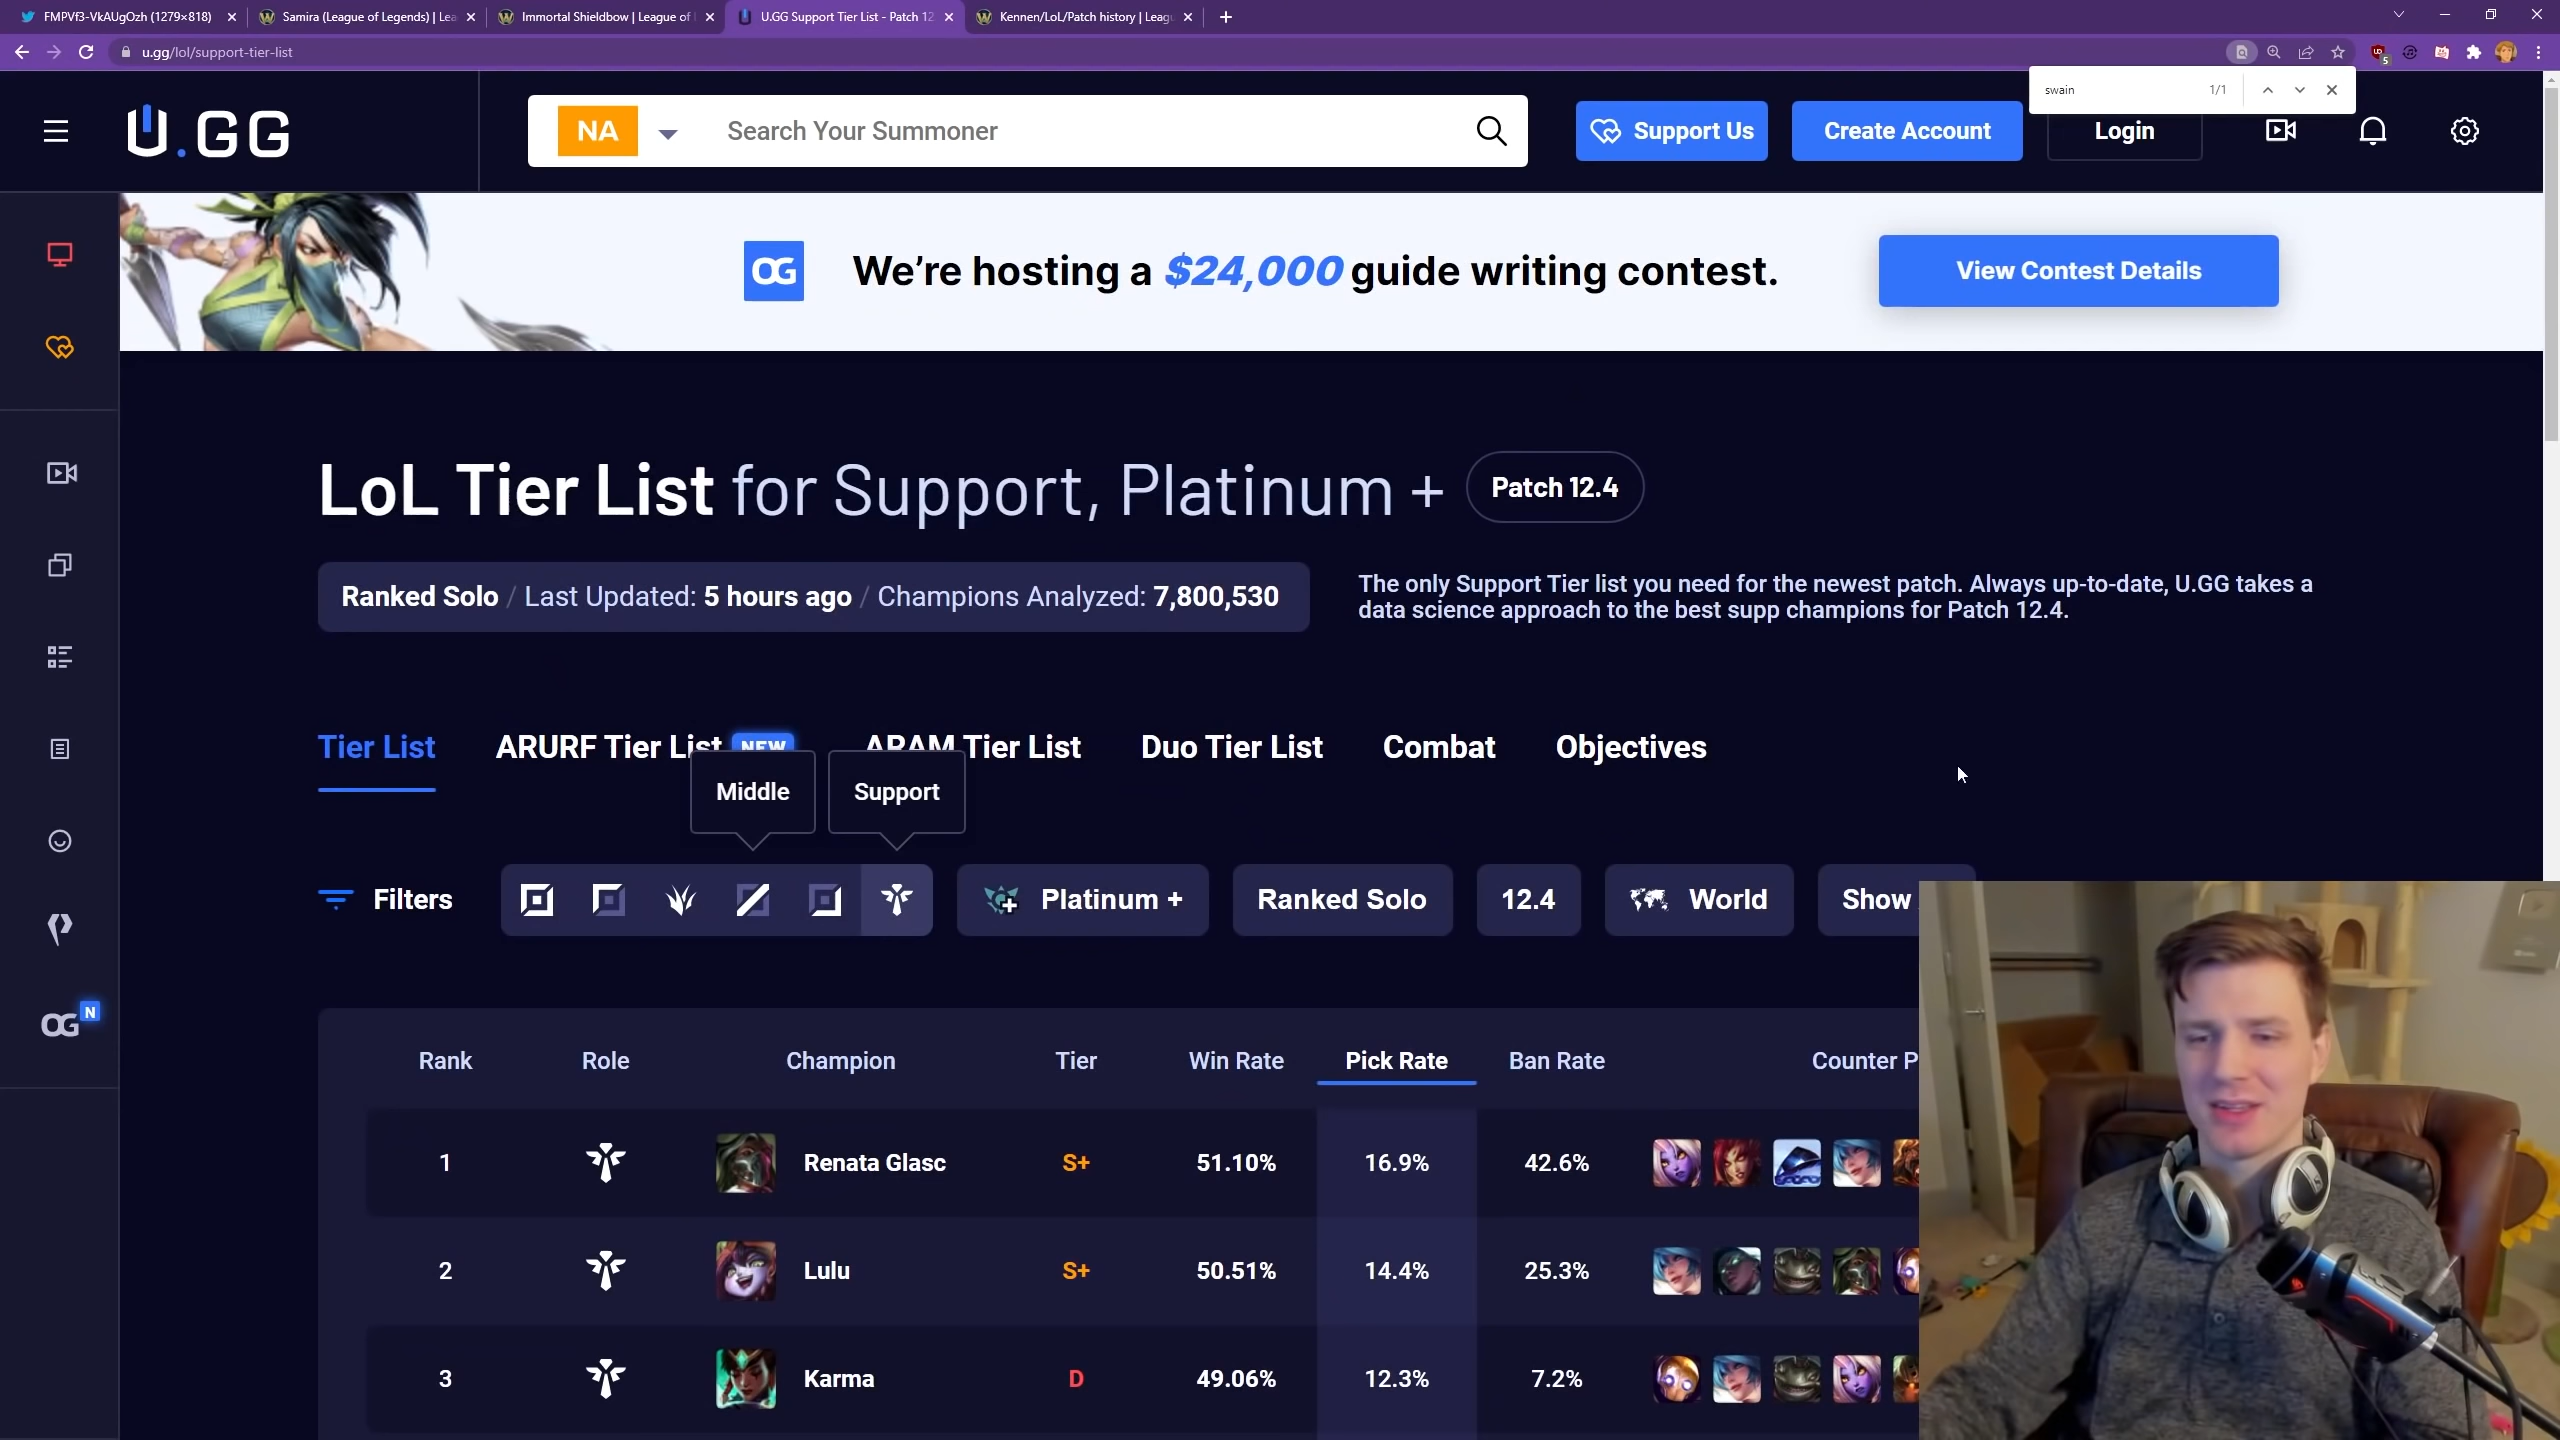 FMPVf3-VkAUgOzh (1279×818)
Samira (League of Legends) | Lea
Immortal Shieldbow | League of
U.GG Support Tier List - Patch 12
Kennen/LoL/Patch history | Leagu
u.gg/lol/support-tier-list
5
swain
1/1
U.GG
NA
Search Your Summoner
Support Us
Create Account
Login
OG
We're hosting a $24,000 guide writing contest.
View Contest Details
LoL Tier List for Support, Platinum +
Patch 12.4
Ranked Solo / Last Updated: 5 hours ago / Champions Analyzed: 7,800,530
The only Support Tier list you need for the newest patch. Always up-to-date, U.GG takes a
data science approach to the best supp champions for Patch 12.4.
Tier List
ARURF Tier List
NEW
ARAM Tier List
Duo Tier List
Combat
Objectives
Middle
Support
Filters
Platinum +
Ranked Solo
12.4
World
Show
OG N
Rank
Role
Champion
Tier
Win Rate
Pick Rate
Ban Rate
Counter P
1
Renata Glasc
S+
51.10%
16.9%
42.6%
2
Lulu
S+
50.51%
14.4%
25.3%
3
Karma
D
49.06%
12.3%
7.2%